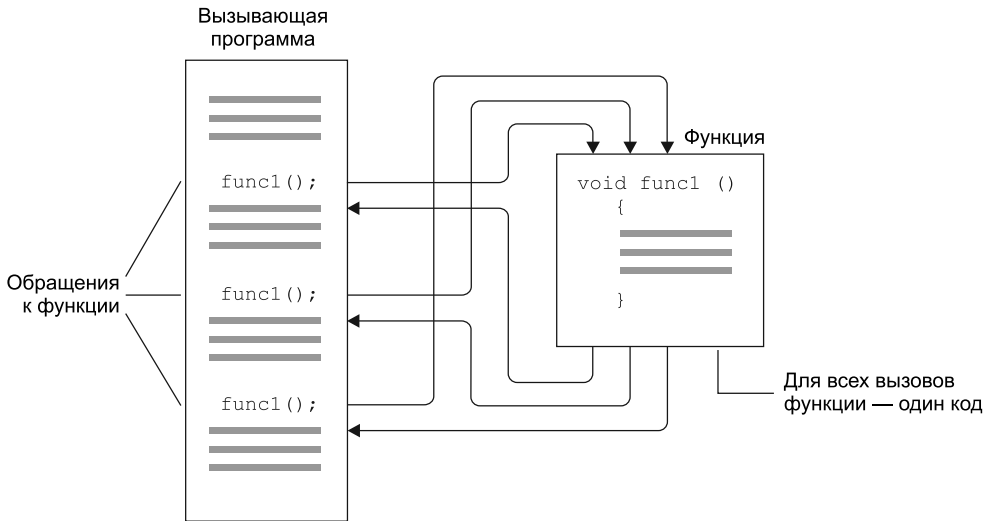 Вызывающая
программа
Функция
func1();
void func1 ()
{
Обращения
к функции
func1();
}
Для всех вызовов
функции — один код
func1();